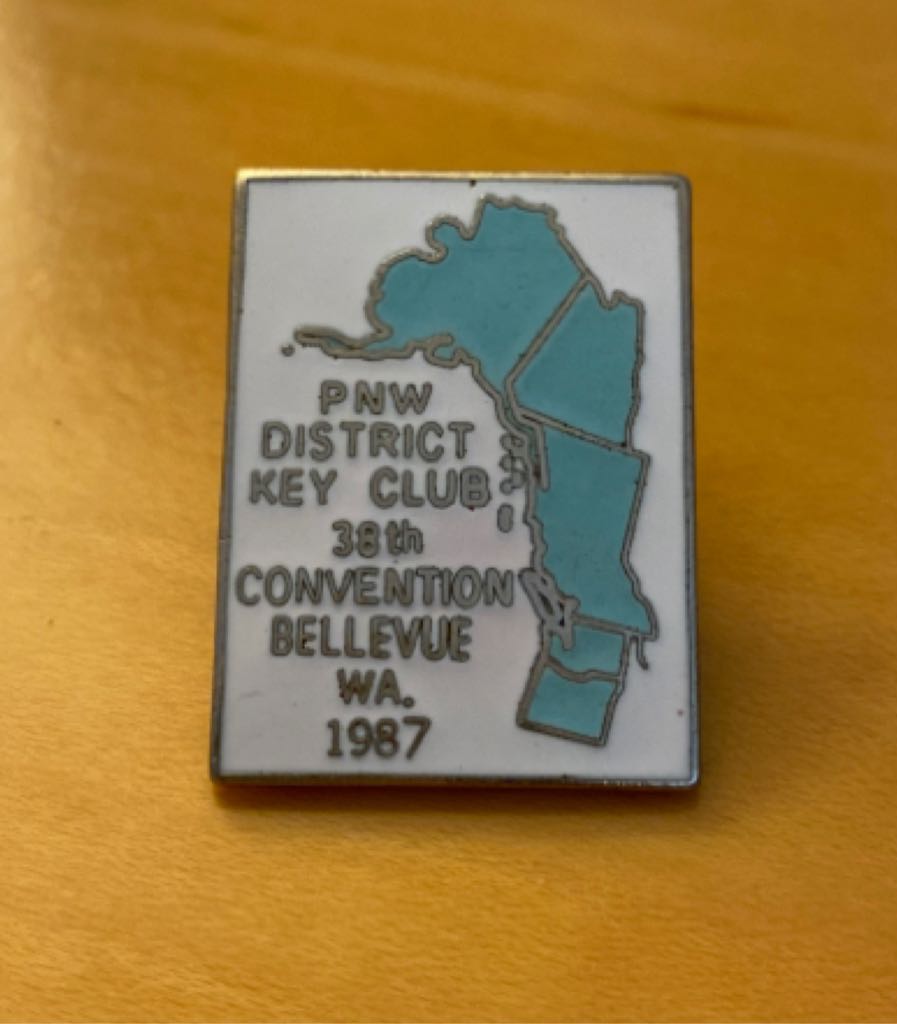 PNW
DISTRICT
KEY CLUB
38th
CONVENTION
BELLEVUE
WA.
1987